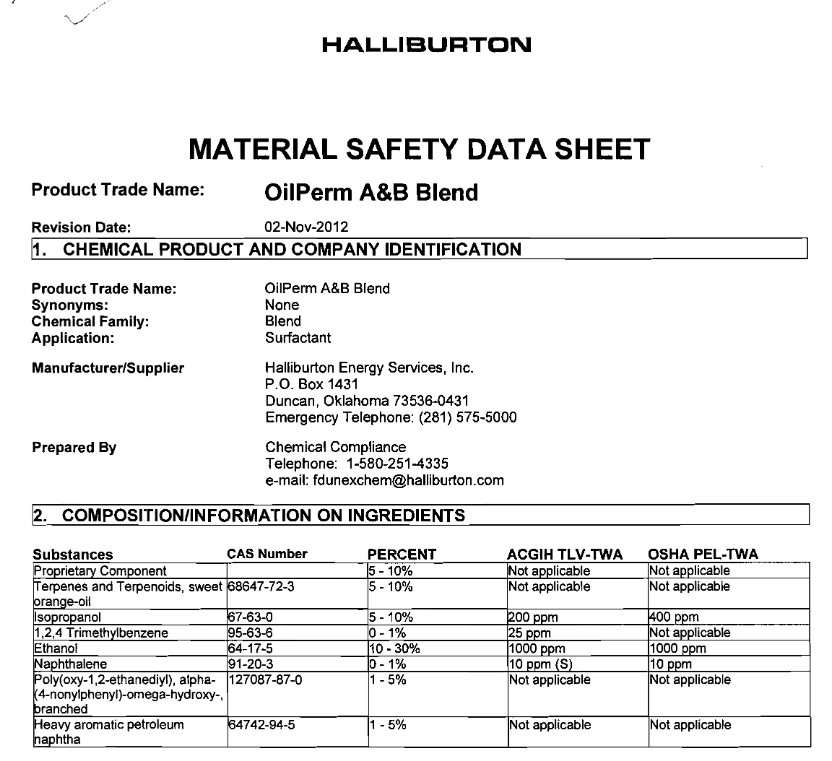 HALLIBURTON
MATERIAL SAFETY DATA SHEET
Product Trade Name: OilPerm A&B Blend
Revision Date: 02-Nov-2012
1. CHEMICAL PRODUCT AND COMPANY IDENTIFICATION
Product Trade Name: OilPerm A&B Blend
Synonyms: None
Chemical Family: Blend
Application: Surfactant
Manufacturer/Supplier Halliburton Energy Services, Inc.
P.O. Box 1431
Duncan, Oklahoma 73536-0431
Emergency Telephone: (281) 575-5000
Prepared By Chemical Compliance
Telephone: 1-580-251-4335
e-mail: fdunexchem@halliburton.com
2. COMPOSITION/INFORMATION ON INGREDIENTS
Substances CAS Number PERCENT ACGIH TLV-TWA OSHA PEL-TWA
Proprietary Component 5 - 10% Not applicable Not applicable
Terpenes and Terpenoids, sweet 68647-72-3 5 - 10% Not applicable Not applicable
orange-oil
Isopropanol 67-63-0 5 - 10% 200 ppm 400 ppm
1,2,4 Trimethylbenzene 95-63-6 0 - 1% 25 ppm Not applicable
Ethanol 64-17-5 10 - 30% 1000 ppm 1000 ppm
Naphthalene 91-20-3 0 - 1% 10 ppm (S) 10 ppm
Poly(oxy-1,2-ethanediyl), alpha- 127087-87-0 1 - 5% Not applicable Not applicable
(4-nonylphenyl)-omega-hydroxy-,
branched
Heavy aromatic petroleum 64742-94-5 1 - 5% Not applicable Not applicable
naphtha